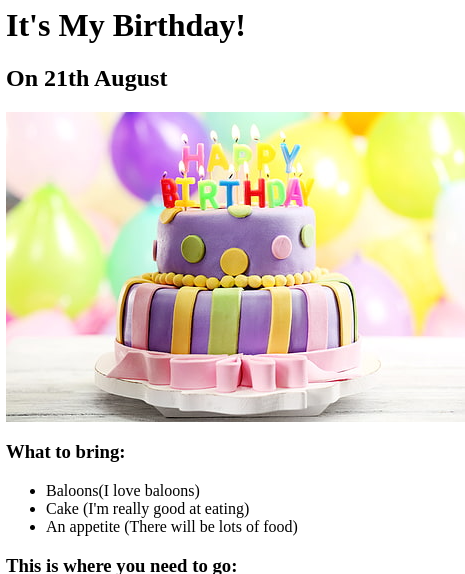 It's My Birthday!
On 21th August
HAPPY
BIRTHDAY
What to bring:
Baloons(I love baloons)
Cake (I'm really good at eating)
An appetite (There will be lots of food)
This is where you need to go: